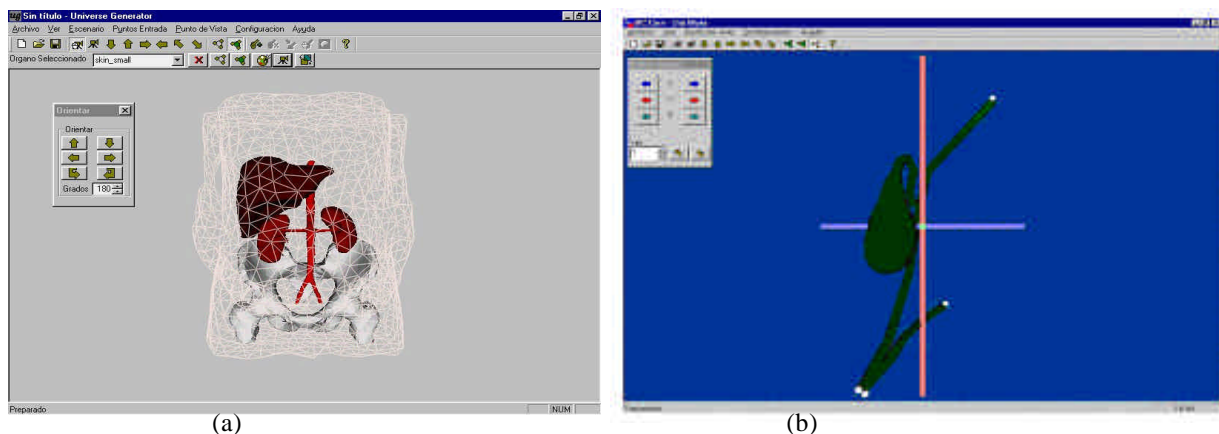 Sin título - Universe Generator
Archivo Ver Escenario Puntos Entrada Punto de Vista Configuracion Ayuda
Organo Seleccionado skin_small
Orientar
Orientar
Grados 180
Preparado NUM
(a) (b)